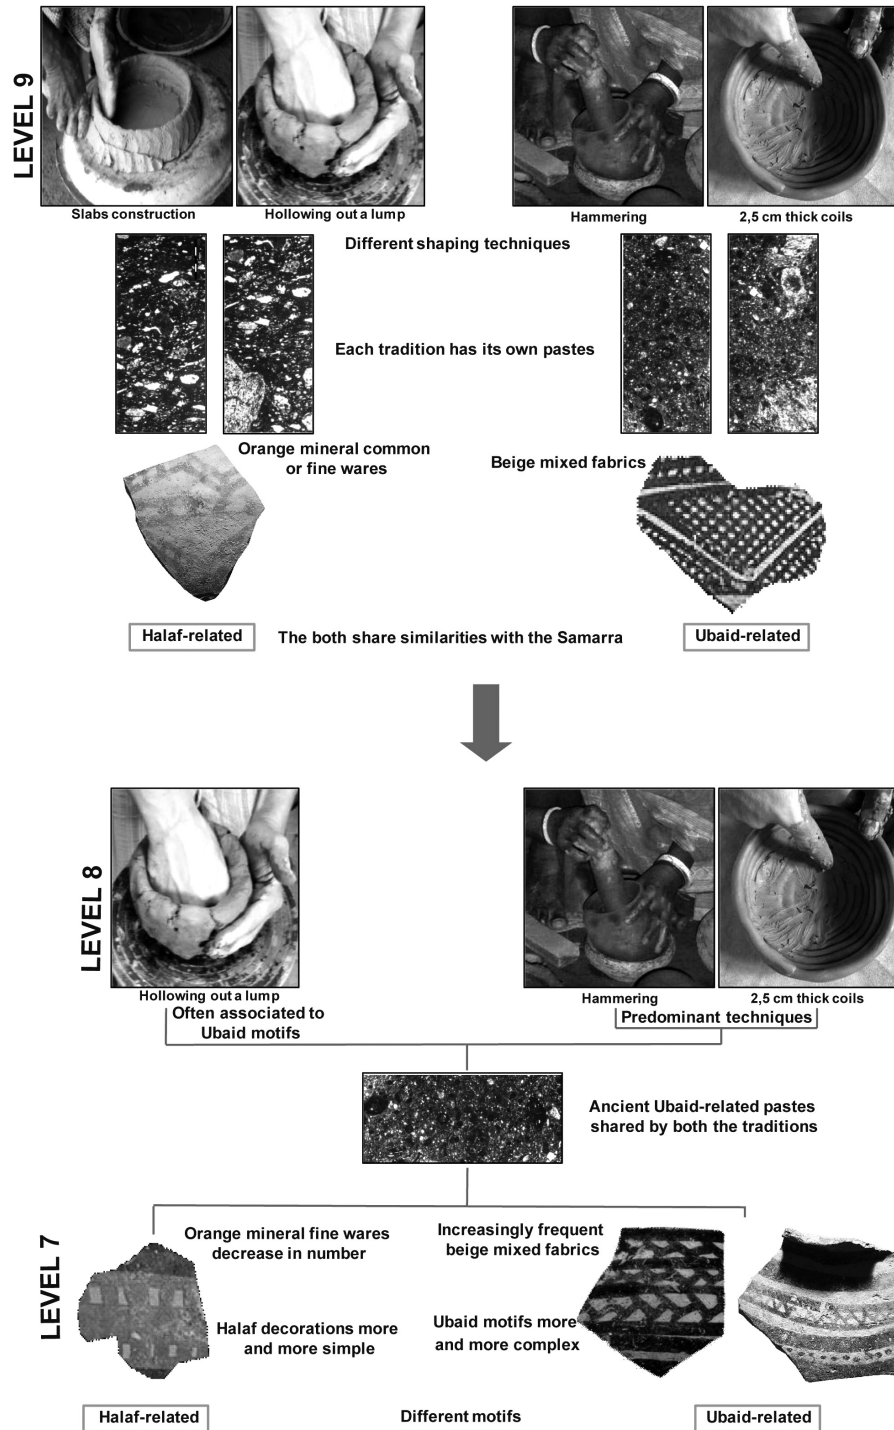 LEVEL 9
Slabs construction
Hollowing out a lump
Hammering
2,5 cm thick coils
Different shaping techniques
Each tradition has its own pastes
Orange mineral common
or fine wares
Beige mixed fabrics
Halaf-related
The both share similarities with the Samarra
Ubaid-related
LEVEL 8
Hollowing out a lump
Often associated to
Ubaid motifs
Hammering
2,5 cm thick coils
Predominant techniques
Ancient Ubaid-related pastes
shared by both the traditions
LEVEL 7
Orange mineral fine wares
decrease in number
Increasingly frequent
beige mixed fabrics
Halaf decorations more
and more simple
Ubaid motifs more
and more complex
Halaf-related
Different motifs
Ubaid-related